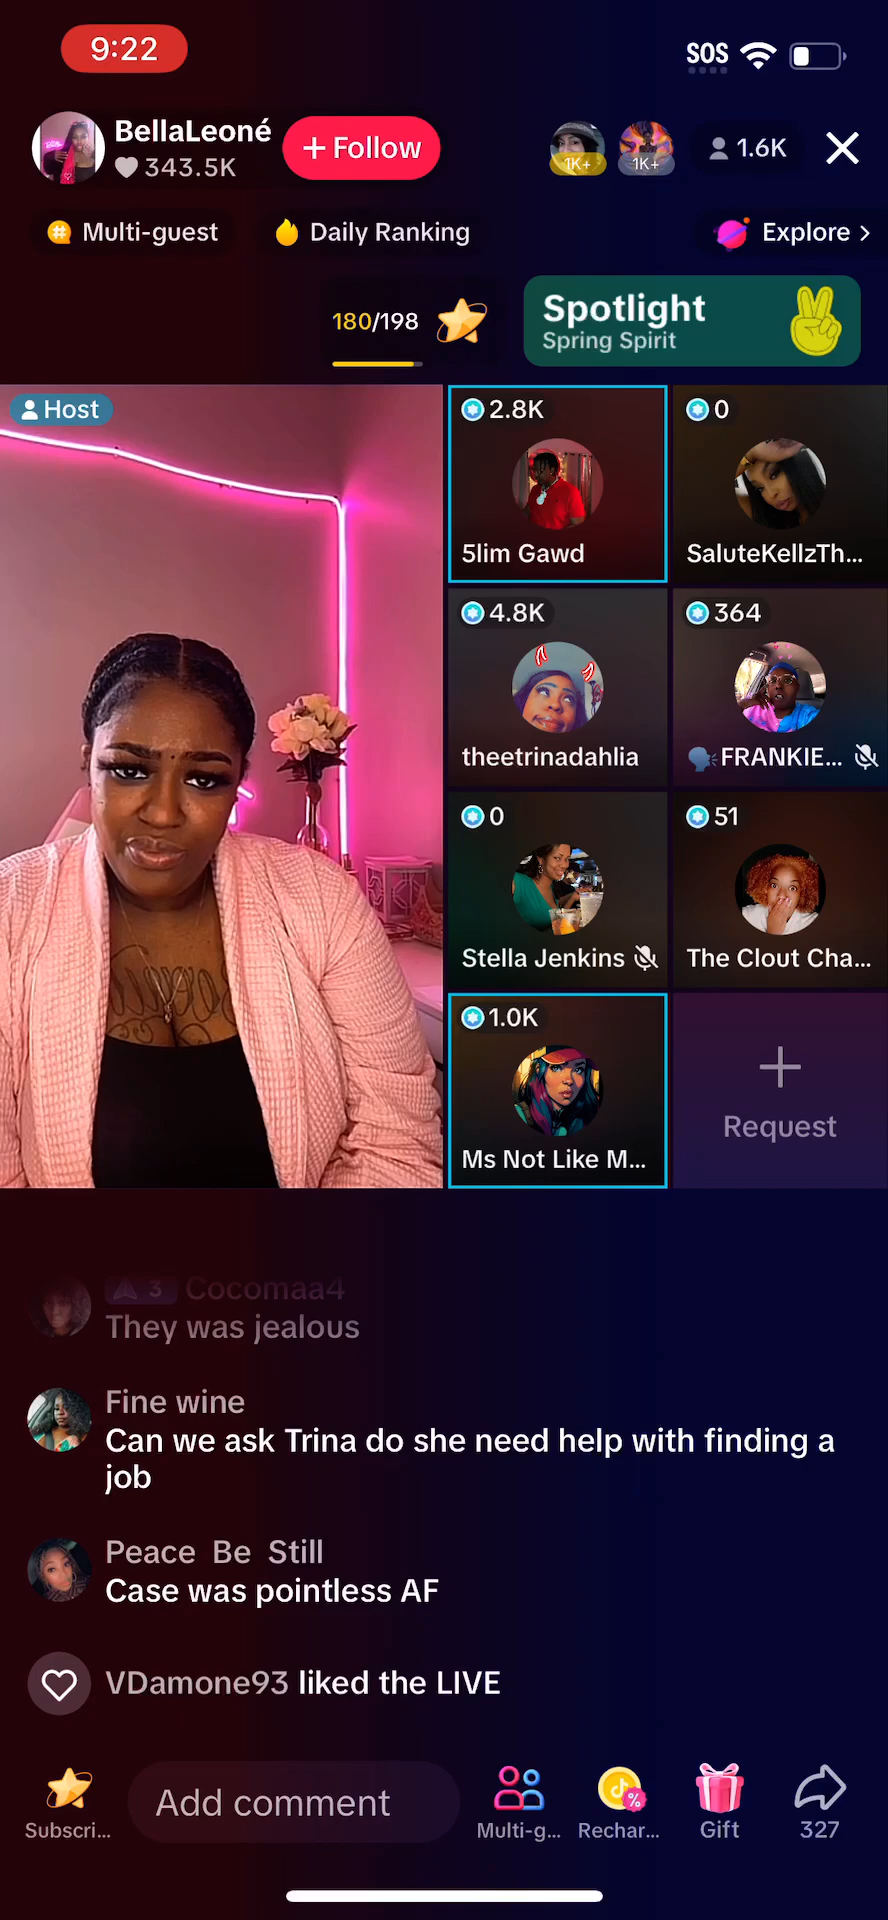 9:22
SOS
BellaLeoné
343.5K
+ Follow
1K+
1K+
1.6K
Multi-guest
Daily Ranking
Explore >
180/198
Spotlight
Spring Spirit
Host
2.8K
5lim Gawd
0
SaluteKellzTh...
4.8K
theetrinadahlia
364
🗣️FRANKIE...
0
Stella Jenkins
51
The Clout Cha...
1.0K
Ms Not Like M...
Request
3 Cocomaa4
They was jealous
Fine wine
Can we ask Trina do she need help with finding a
job
Peace Be Still
Case was pointless AF
VDamone93 liked the LIVE
Subscri...
Add comment
Multi-g...
Rechar...
Gift
327